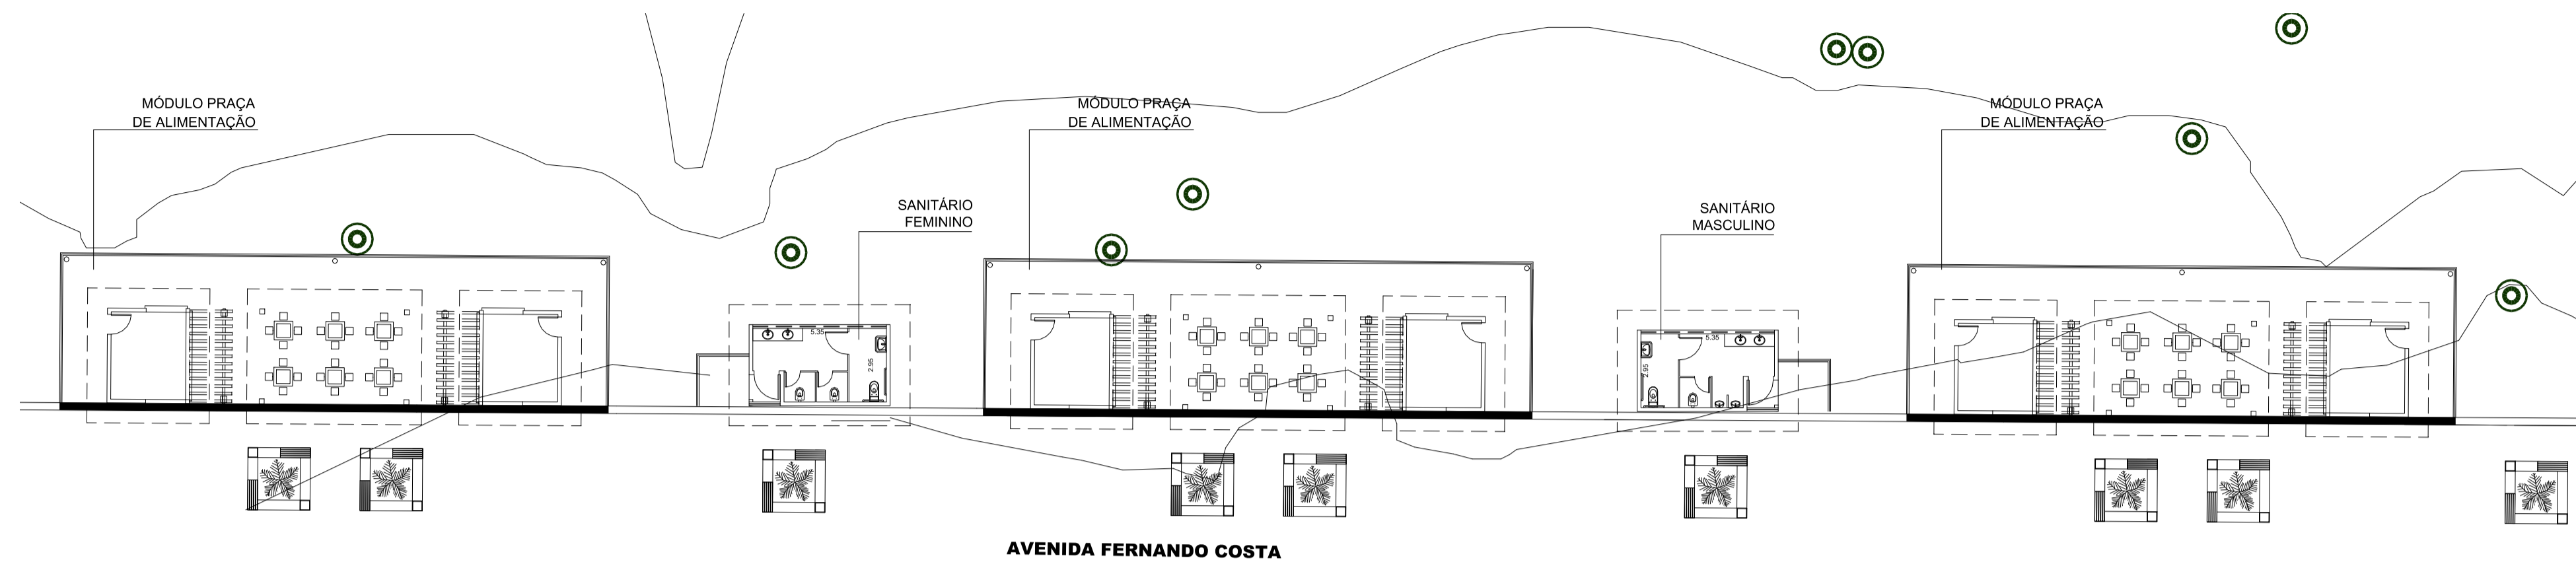 MÓDULO PRAÇA
DE ALIMENTAÇÃO
MÓDULO PRAÇA
DE ALIMENTAÇÃO
MÓDULO PRAÇA
DE ALIMENTAÇÃO
SANITÁRIO
FEMININO
SANITÁRIO
MASCULINO
5.35
2.95
5.35
2.95
AVENIDA FERNANDO COSTA